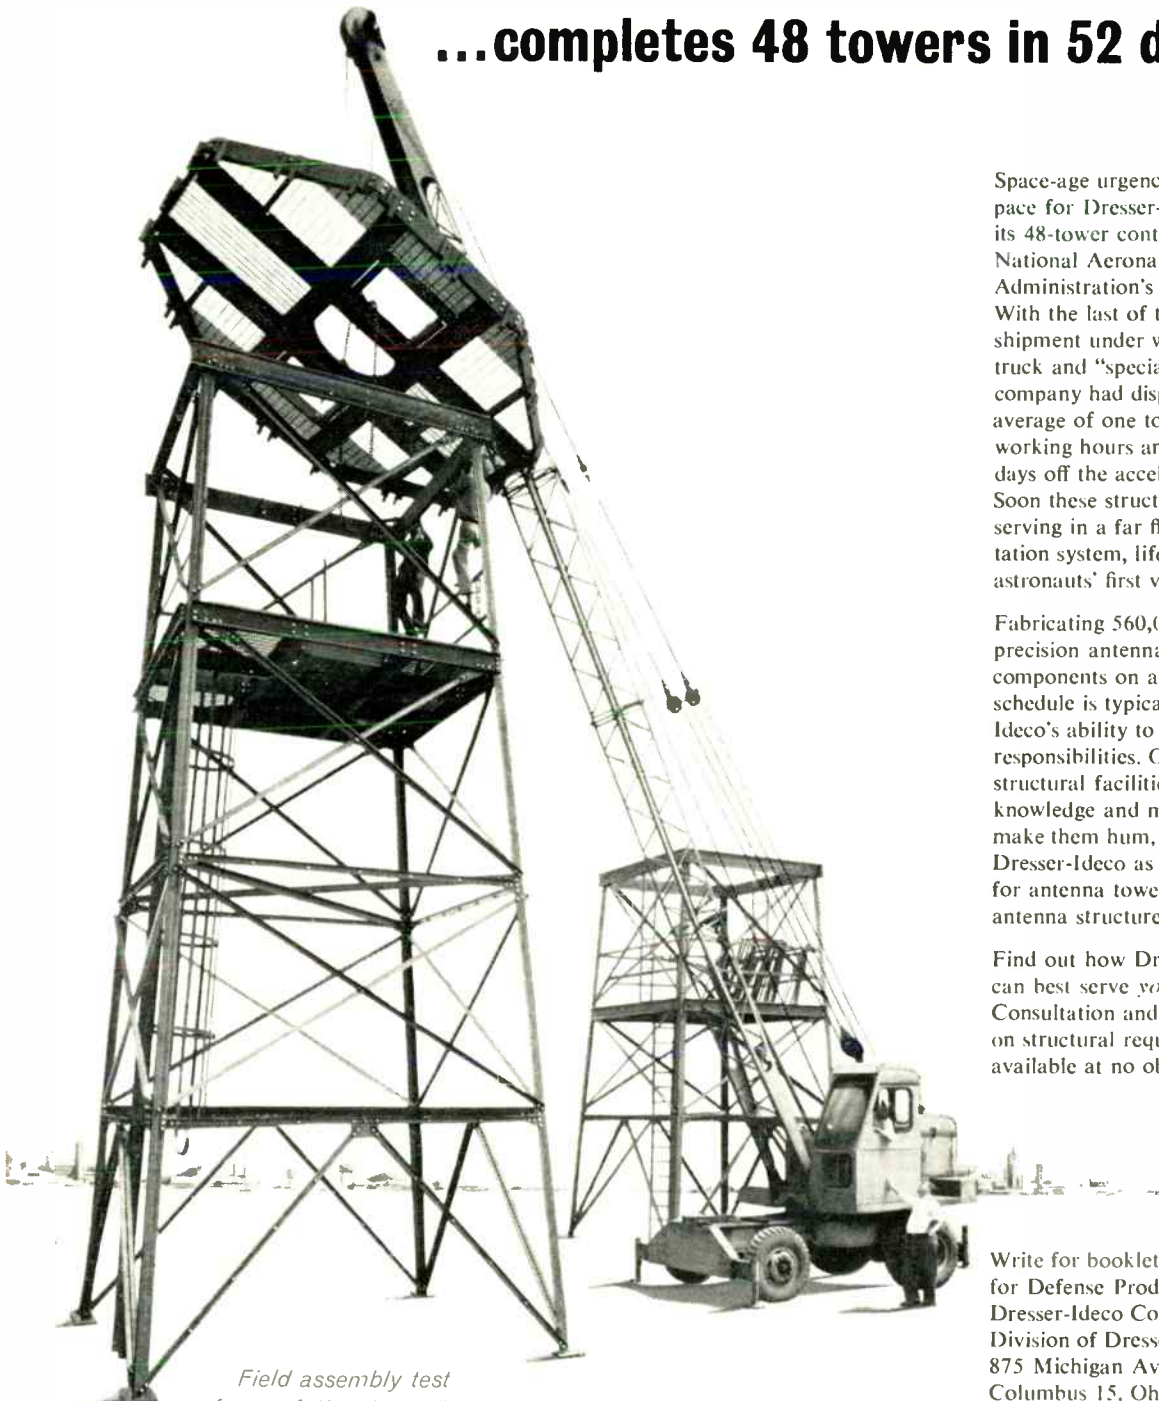 ...completes 48 towers in 52 d
Space-age urgenc
pace for Dresser-
its 48-tower cont
National Aerona
Administration's
With the last of t
shipment under v
truck and "specia
company had disp
average of one to
working hours an
days off the accel
Soon these struct
serving in a far fl
tation system, life
astronauts' first v
Fabricating 560,0
precision antenna
components on a
schedule is typica
Ideco's ability to
responsibilities. C
structural facilitie
knowledge and m
make them hum,
Dresser-Ideco as
for antenna towe
antenna structure
Find out how Dr
can best serve yo
Consultation and
on structural requ
available at no ob
Write for booklet
for Defense Prod
Dresser-Ideco Co
Division of Dress
875 Michigan Av
Columbus 15, Oh
Field assembly test